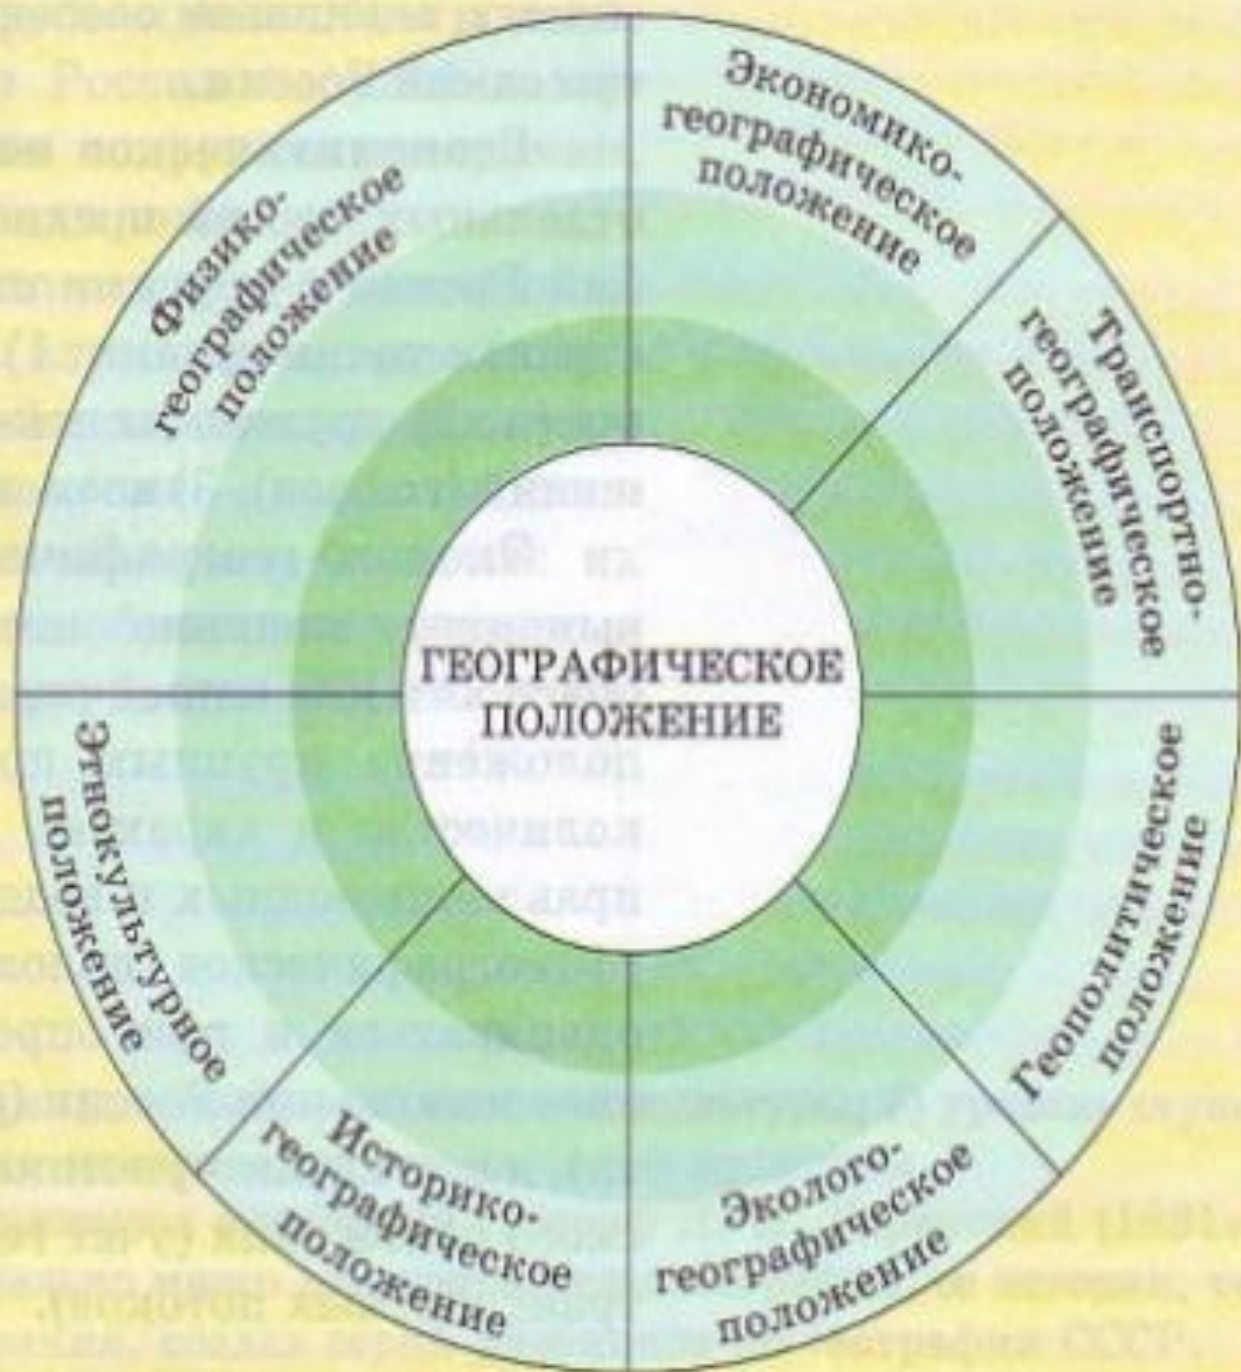 ГЕОГРАФИЧЕСКОЕ
ПОЛОЖЕНИЕ
Экономико-
географическое
положение
Транспортно-
географическое
положение
Геополитическое
положение
Эколого-
географическое
положение
Историко-
географическое
положение
Этнокультурное
положение
Физико-
географическое
положение